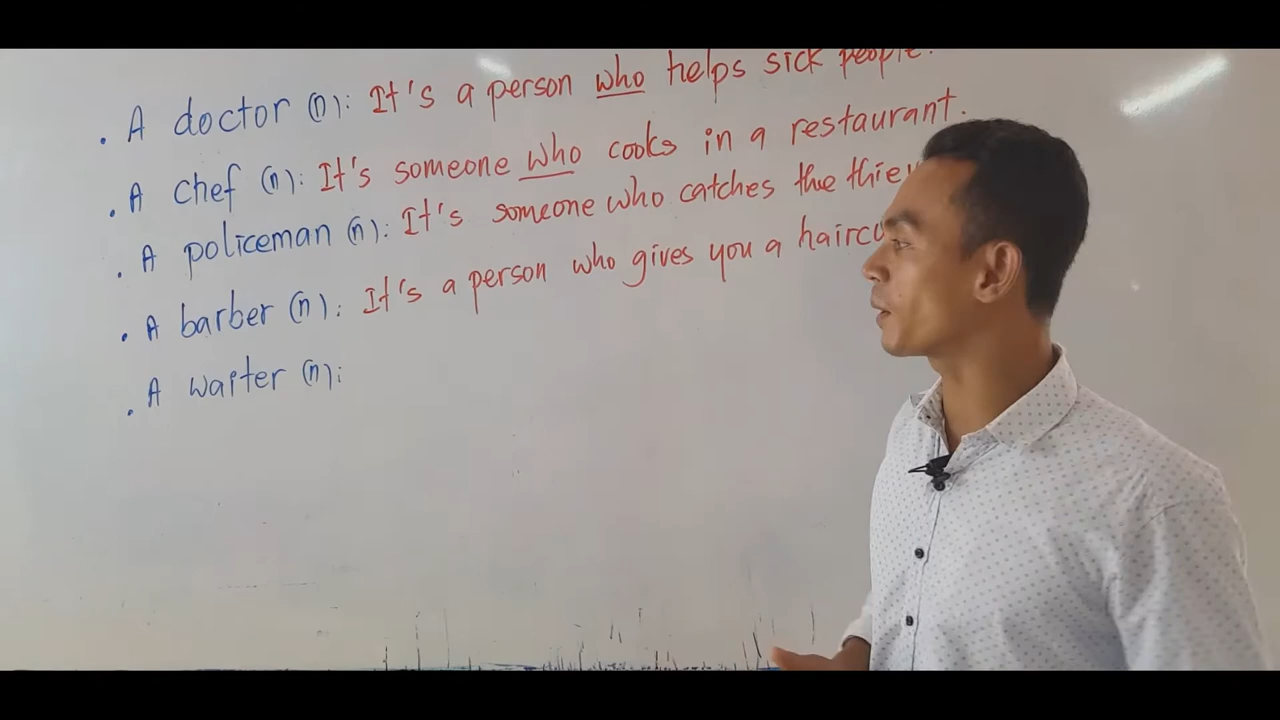 . A doctor (n): It's a person who helps sick people.
. A chef (n): It's someone who cooks in a restaurant.
. A policeman (n): It's someone who catches the
. A barber (n): It's a person who gives you a
. A waiter (n):